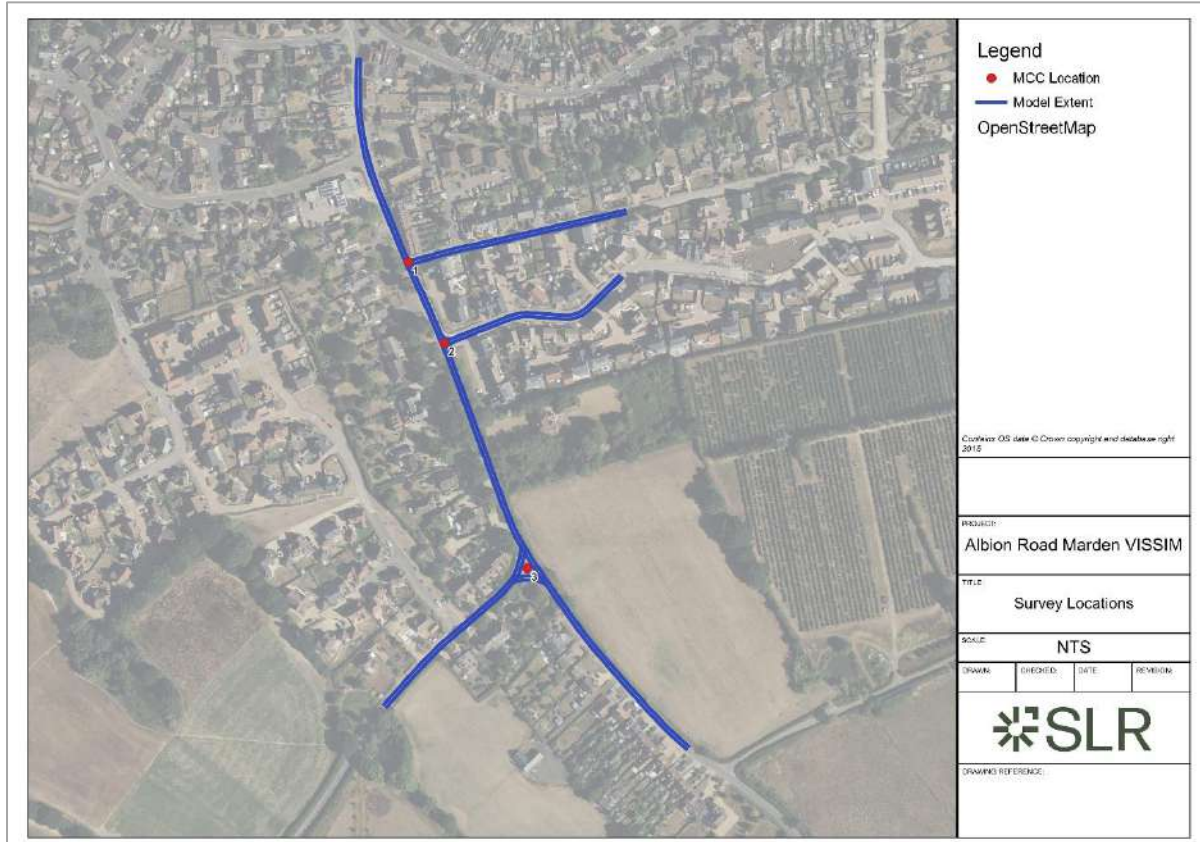 1
2
3
Legend
MCC Location
Model Extent
OpenStreetMap
Contains OS data © Crown copyright and database right
2015
PROJECT:
Albion Road Marden VISSIM
TITLE
Survey Locations
SCALE:
NTS
DRAWN: CHECKED: DATE: REVISION:
SLR
DRAWING REFERENCE: